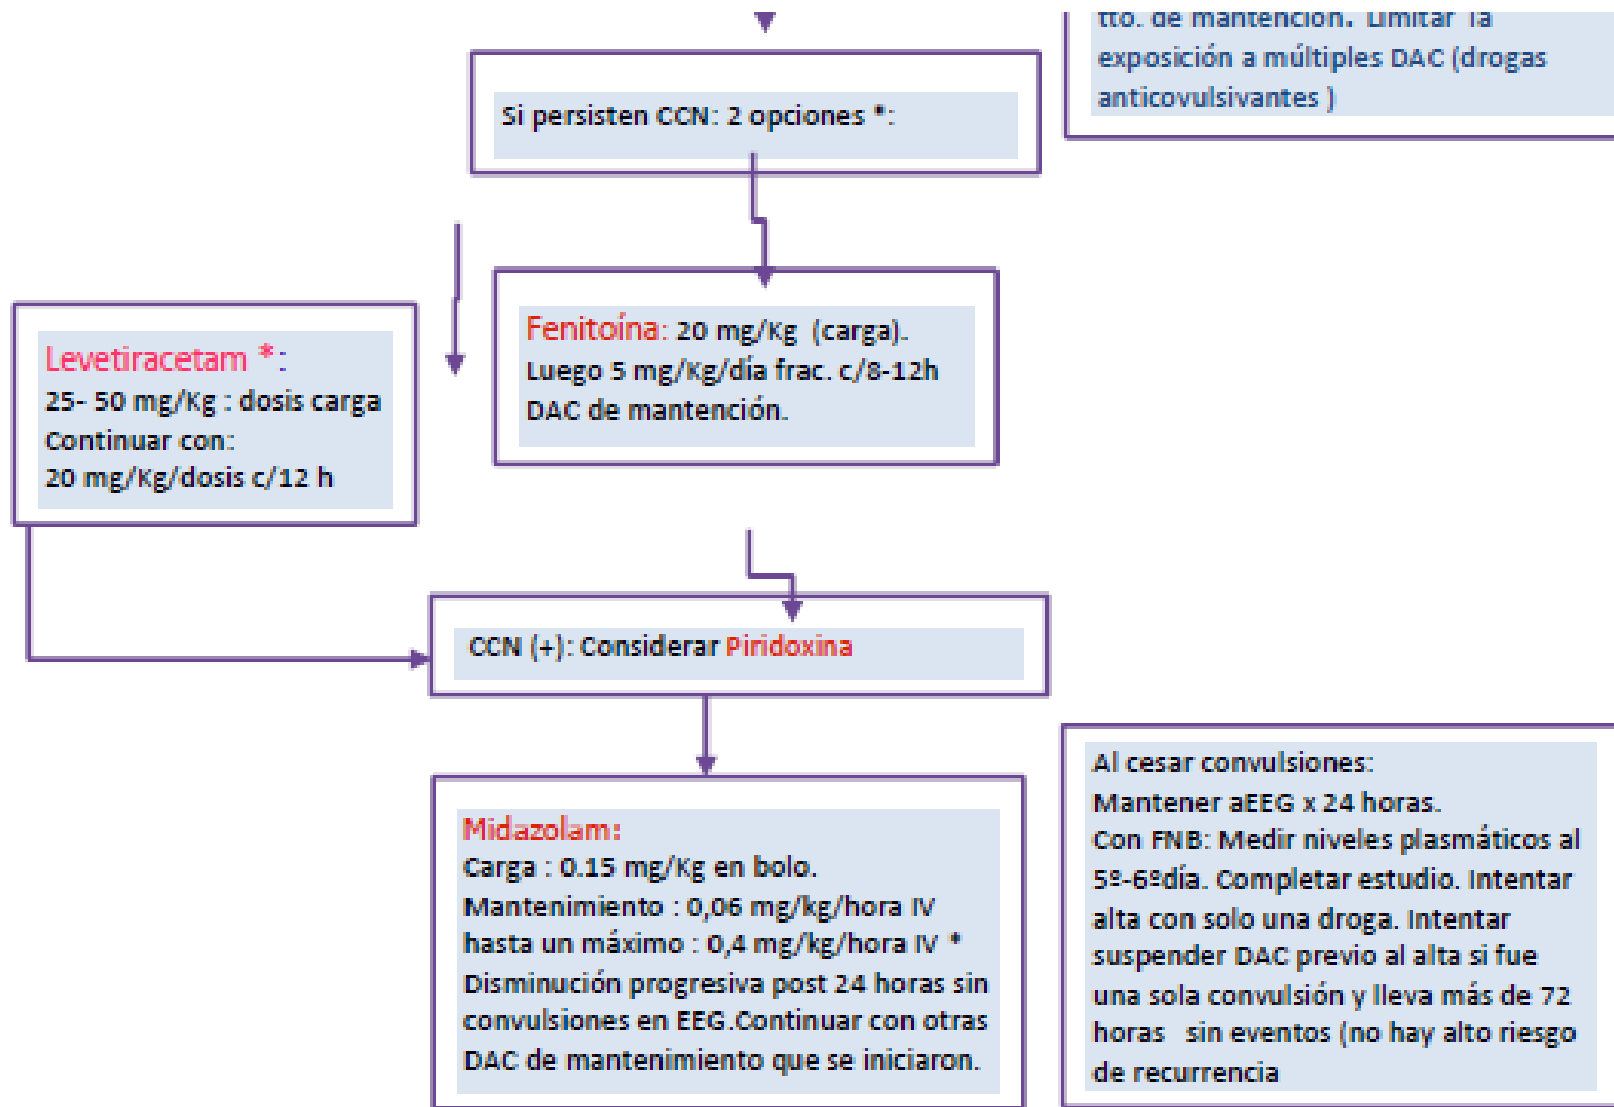 tto. de mantención. Limitar la
exposición a múltiples DAC (drogas
anticovulsivantes )
Si persisten CCN: 2 opciones *:
Levetiracetam *:
25- 50 mg/Kg : dosis carga
Continuar con:
20 mg/Kg/dosis c/12 h
Fenitoína: 20 mg/Kg (carga).
Luego 5 mg/Kg/día frac. c/8-12h
DAC de mantención.
CCN (+): Considerar Piridoxina
Midazolam:
Carga : 0.15 mg/Kg en bolo.
Mantenimiento : 0,06 mg/kg/hora IV
hasta un máximo : 0,4 mg/kg/hora IV *
Disminución progresiva post 24 horas sin
convulsiones en EEG.Continuar con otras
DAC de mantenimiento que se iniciaron.
Al cesar convulsiones:
Mantener aEEG x 24 horas.
Con FNB: Medir niveles plasmáticos al
5º-6ºdía. Completar estudio. Intentar
alta con solo una droga. Intentar
suspender DAC previo al alta si fue
una sola convulsión y lleva más de 72
horas sin eventos (no hay alto riesgo
de recurrencia